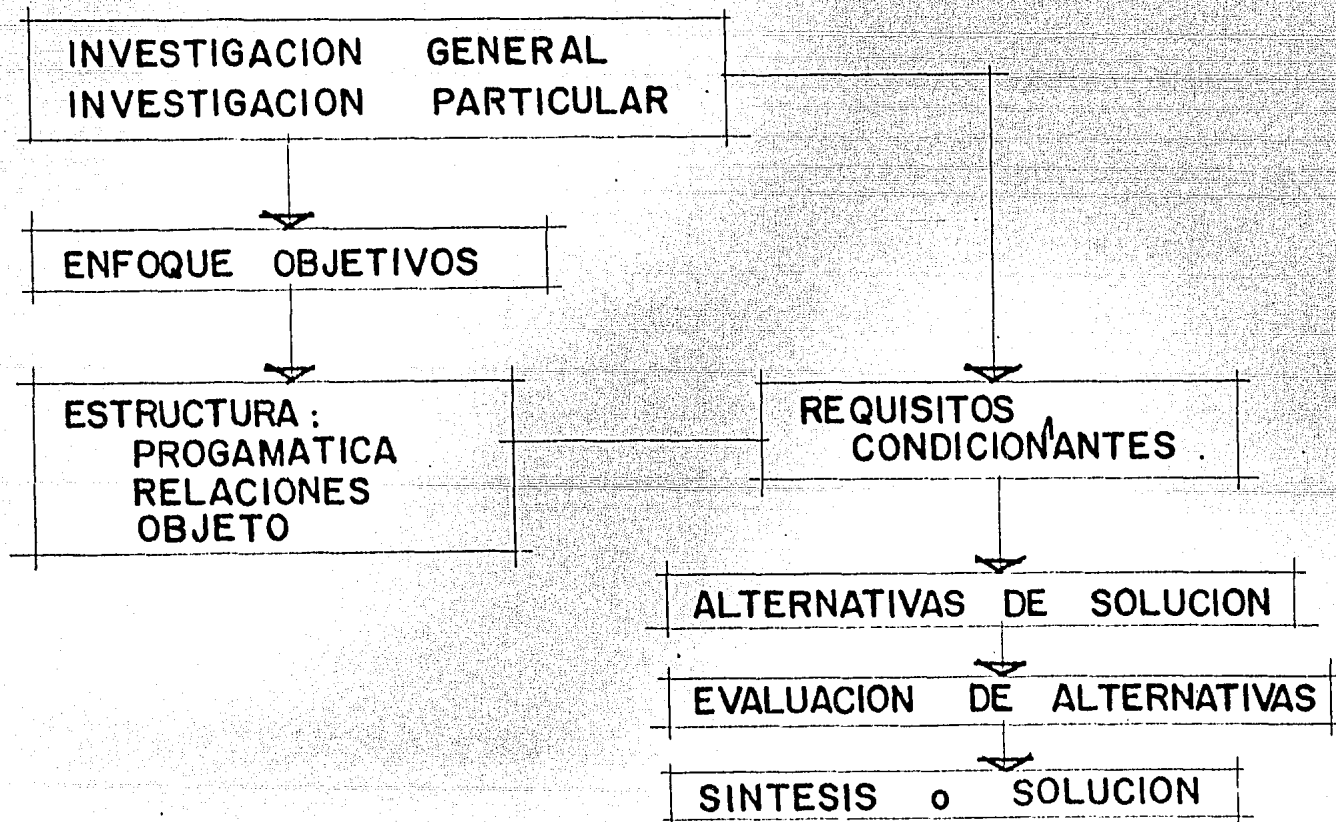 INVESTIGACION GENERAL
INVESTIGACION PARTICULAR
ENFOQUE OBJETIVOS
ESTRUCTURA:
PROGAMATICA
RELACIONES
OBJETO
REQUISITOS
CONDICIONANTES.
ALTERNATIVAS DE SOLUCION
EVALUACION DE ALTERNATIVAS
SINTESIS o SOLUCION